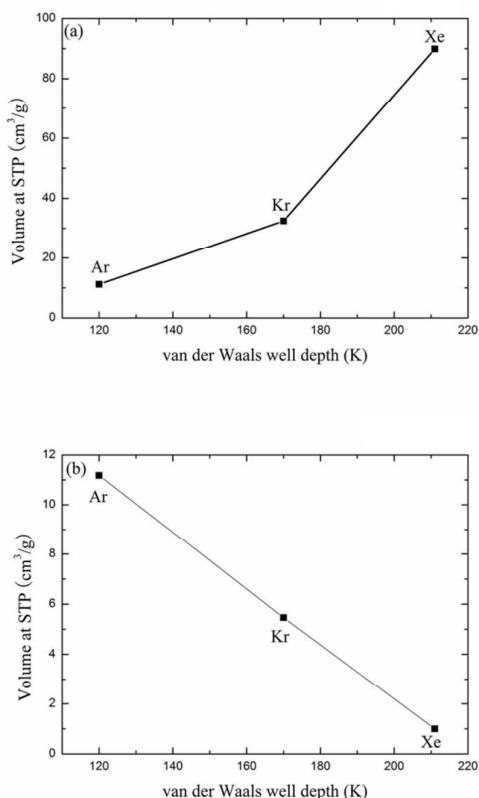 (a)
Xe
Kr
Ar
Volume at STP (cm³/g)
100
80
60
40
20
0
120 140 160 180 200 220
van der Waals well depth (K)
(b)
Ar
Kr
Xe
Volume at STP (cm³/g)
12
10
8
6
4
2
0
120 140 160 180 200 220
van der Waals well depth (K)